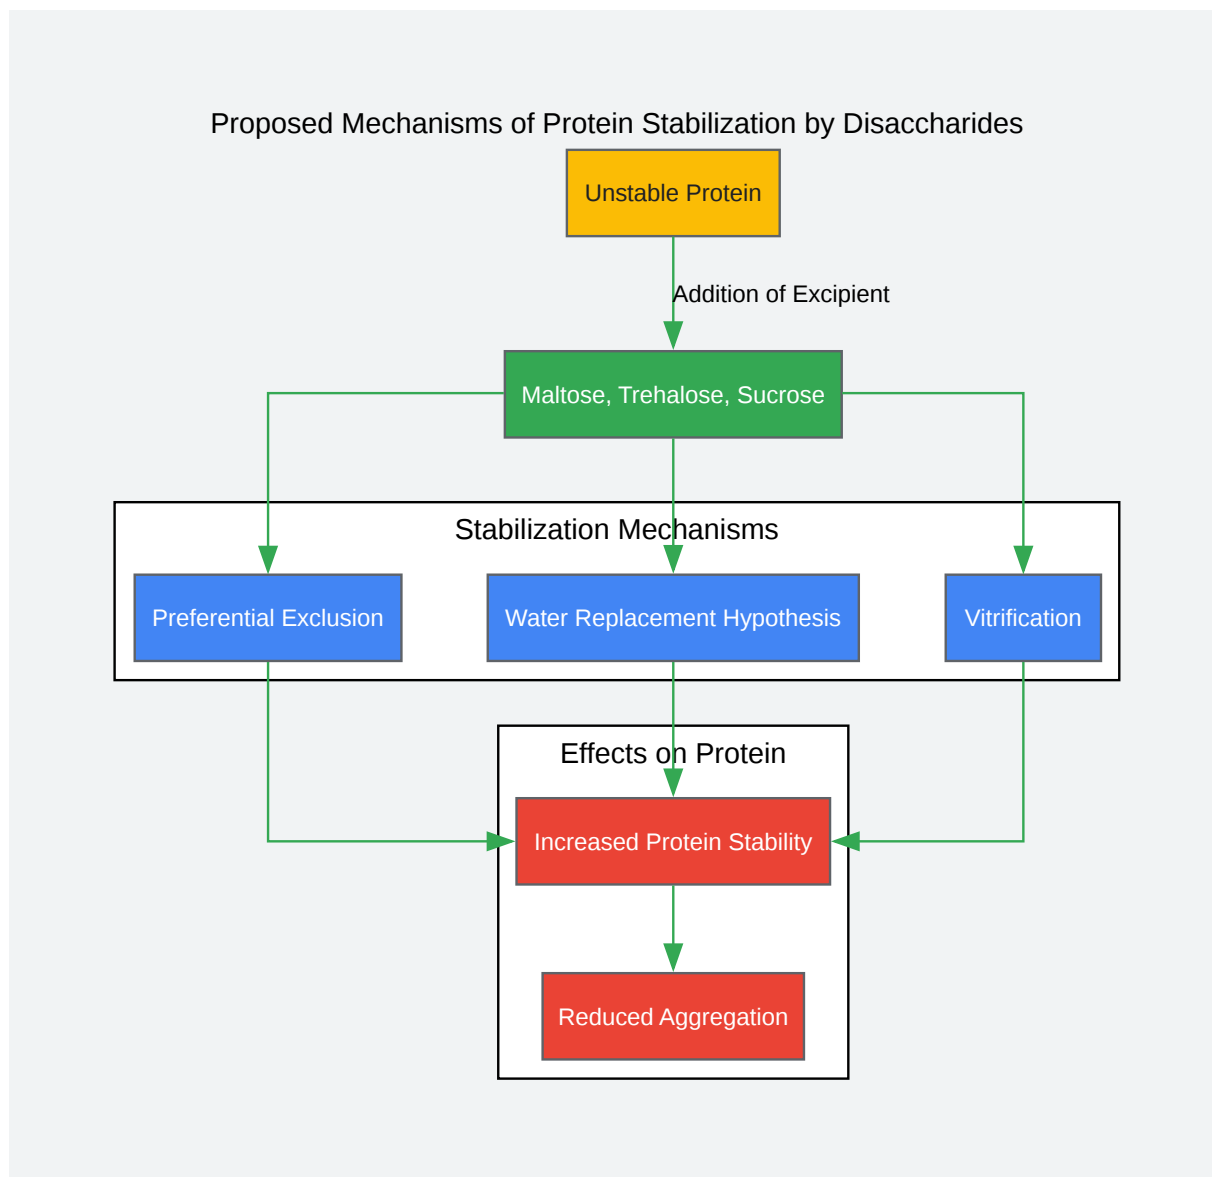 Proposed Mechanisms of Protein Stabilization by Disaccharides
Unstable Protein
Addition of Excipient
Maltose, Trehalose, Sucrose
Stabilization Mechanisms
Preferential Exclusion
Water Replacement Hypothesis
Vitrification
Effects on Protein
Increased Protein Stability
Reduced Aggregation